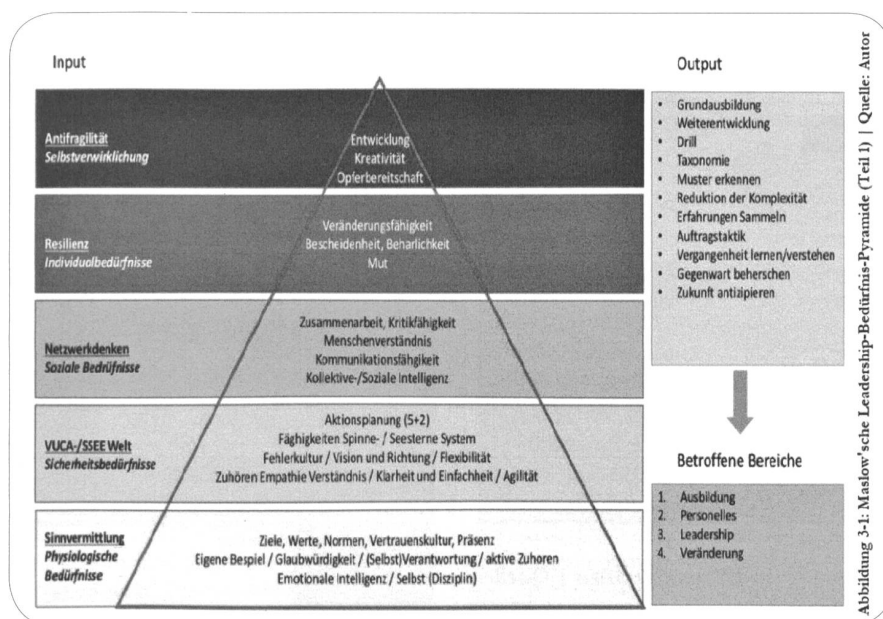 Input
Antifragilität
Selbstverwirklichung
Entwicklung
Kreativität
Opferbereitschaft
Resilienz
Individualbedürfnisse
Veränderungsfähigkeit
Bescheidenheit, Beharlichkeit
Mut
Netzwerkdenken
Soziale Bedrüfnisse
Zusammenarbeit, Kritikfähigkeit
Menschenverständnis
Kommunikationsfähgikeit
Kollektive-/Soziale Intelligenz
VUCA-/SSEE Welt
Sicherheitsbedürfnisse
Aktionsplanung (5+2)
Fäghigkeiten Spinne- / Seesterne System
Fehlerkultur / Vision und Richtung / Flexibilität
Zuhören Empathie Verständnis / Klarheit und Einfachheit / Agilität
Sinnvermittlung
Physiologische
Bedürfnisse
Ziele, Werte, Normen, Vertrauenskultur, Präsenz
Eigene Bespiel / Glaubwürdigkeit / (Selbst)Verantwortung / aktive Zuhoren
Emotionale Intelligenz / Selbst (Disziplin)
Output
• Grundausbildung
• Weiterentwicklung
• Drill
• Taxonomie
• Muster erkennen
• Reduktion der Komplexität
• Erfahrungen Sammeln
• Auftragstaktik
• Vergangenheit lernen/verstehen
• Gegenwart beherschen
• Zukunft antizipieren
Betroffene Bereiche
1. Ausbildung
2. Personelles
3. Leadership
4. Veränderung
Abbildung 3-1: Maslow'sche Leadership-Bedürfnis-Pyramide (Teil 1) | Quelle: Autor